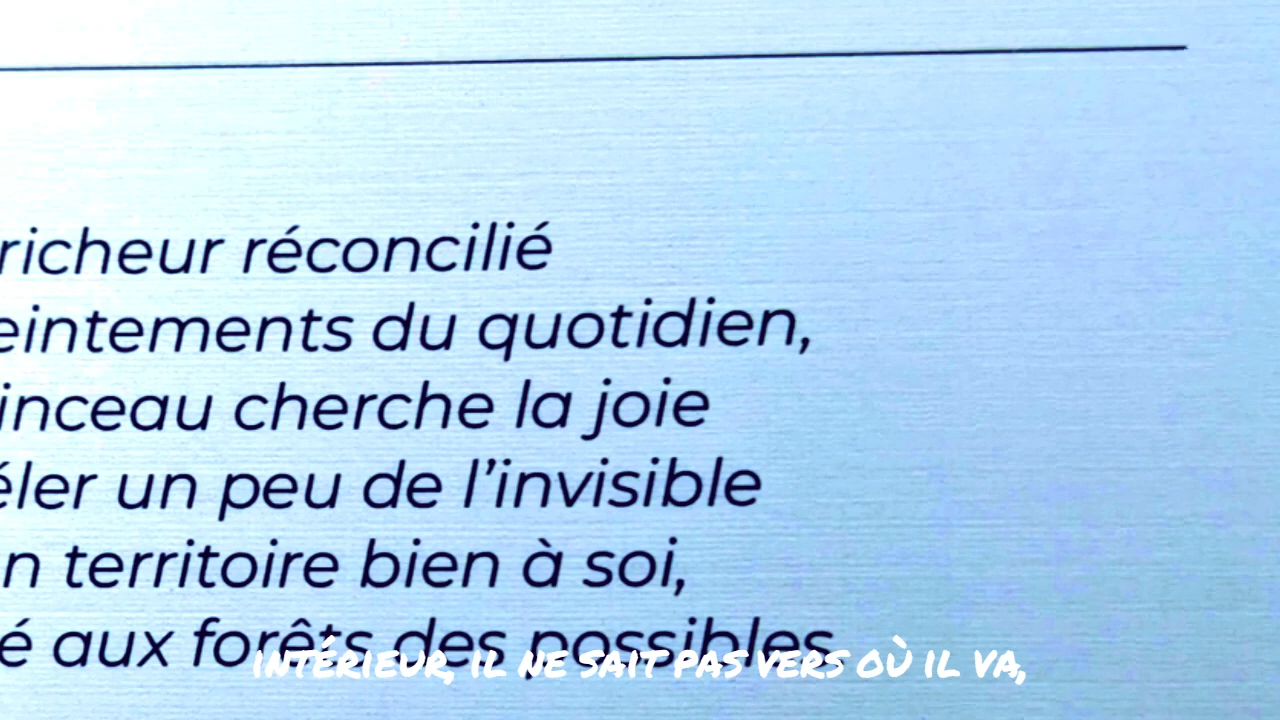 richeur réconcilié
eintements du quotidien,
inceau cherche la joie
éler un peu de l’invisible
n territoire bien à soi,
é aux forêts des possibles.
INTÉRIEUR, IL NE SAIT PAS VERS OÙ IL VA,